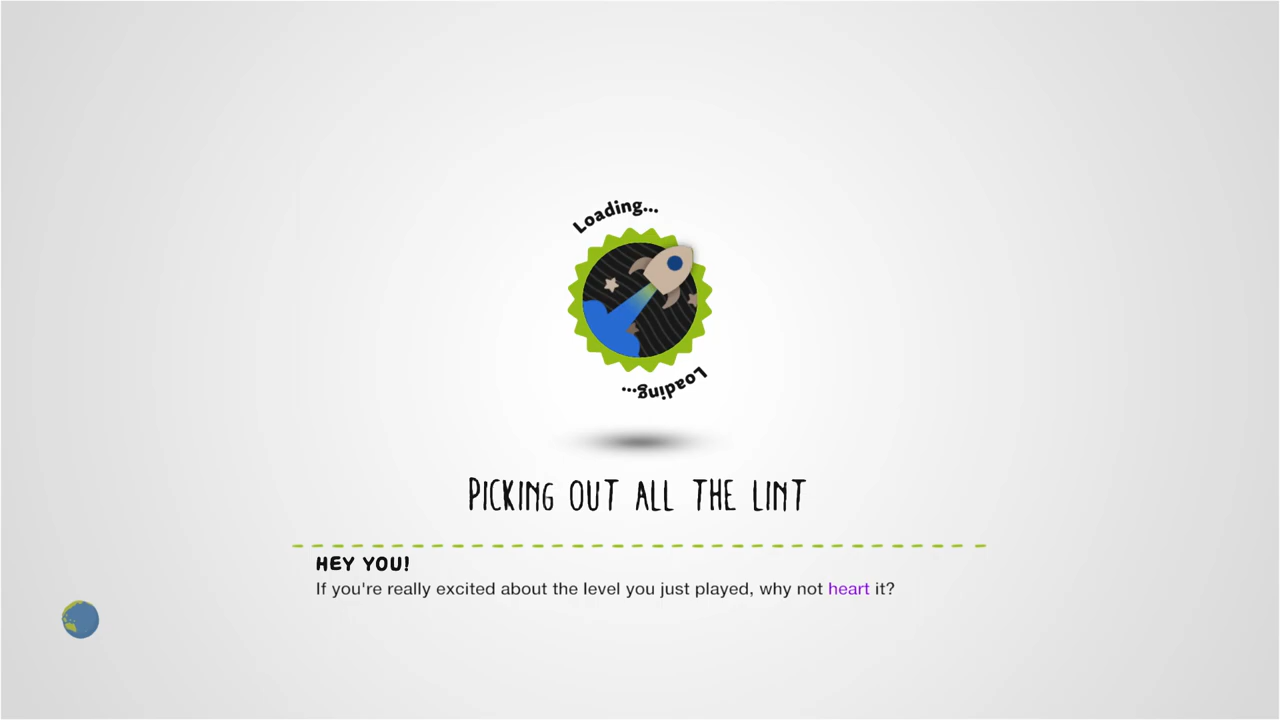 Loading...
Loading...
PICKING OUT ALL THE LINT
HEY YOU!
If you're really excited about the level you just played, why not heart it?